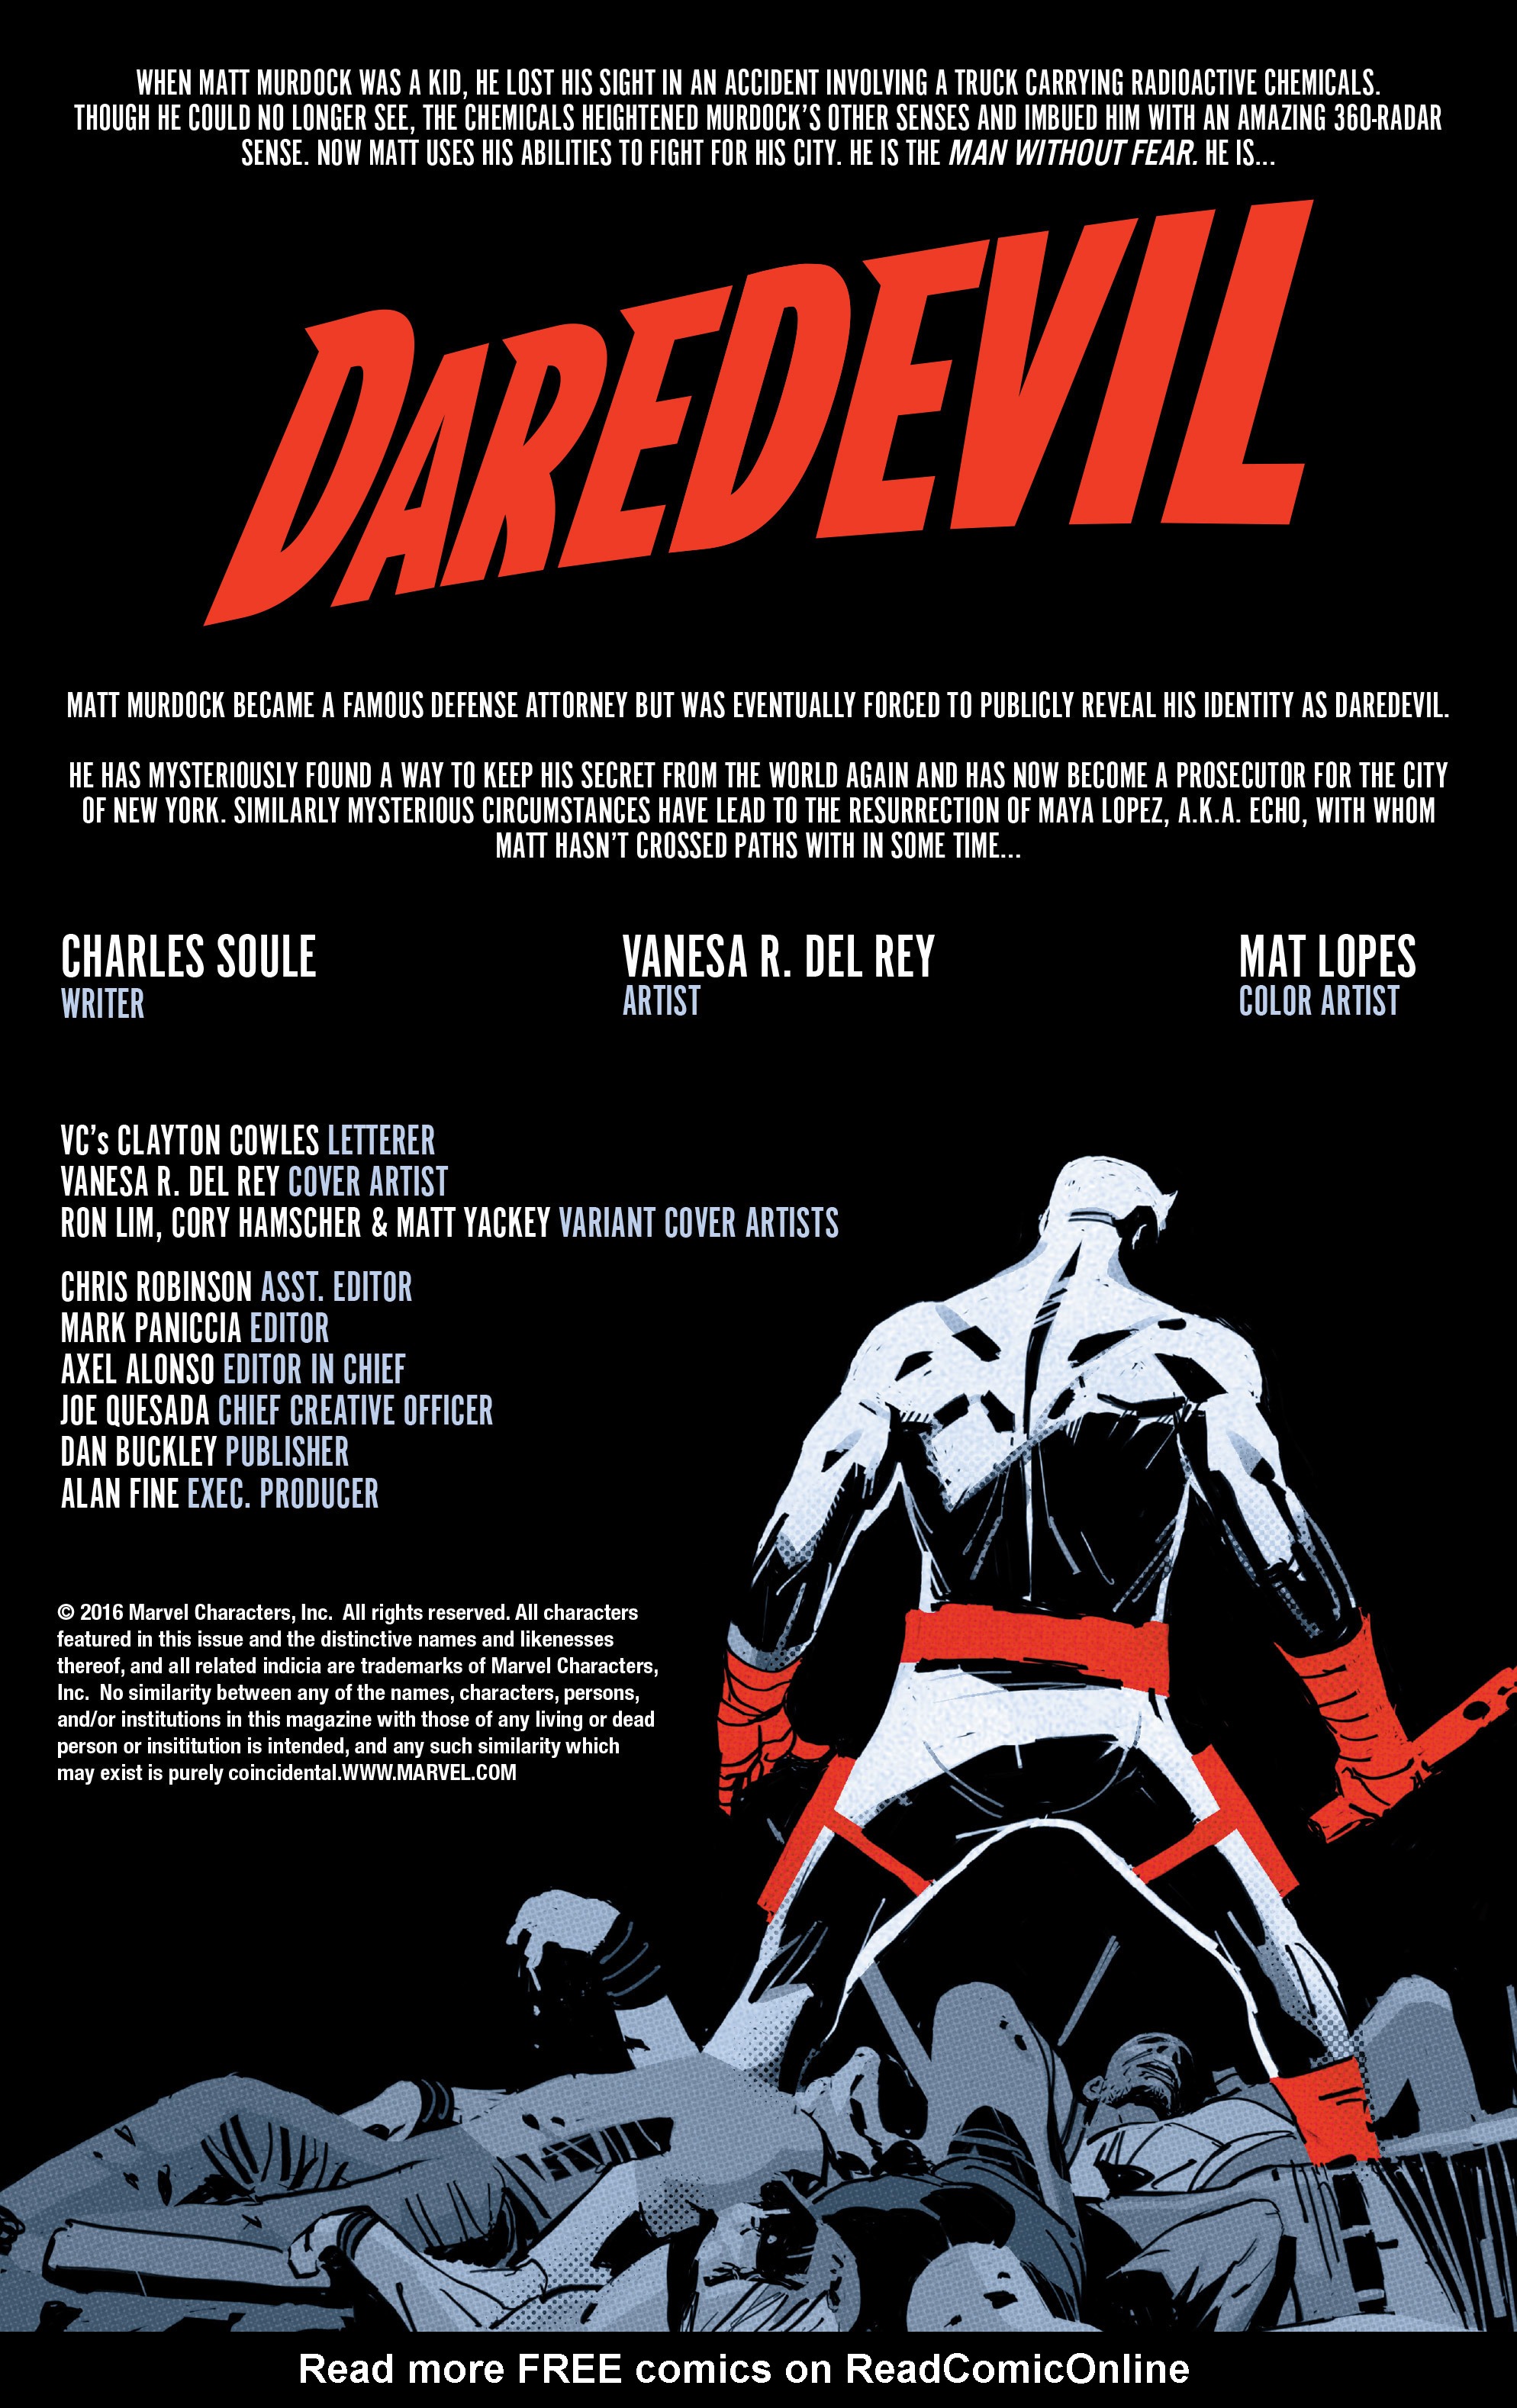 WHEN MATT MURDOCK WAS A KID, HE LOST HIS SIGHT IN AN ACCIDENT INVOLVING A TRUCK CARRYING RADIOACTIVE CHEMICALS.
THOUGH HE COULD NO LONGER SEE, THE CHEMICALS HEIGHTENED MURDOCK'S OTHER SENSES AND IMBUED HIM WITH AN AMAZING 360-RADAR
SENSE. NOW MATT USES HIS ABILITIES TO FIGHT FOR HIS CITY. HE IS THE MAN WITHOUT FEAR. HE IS...
DAREDEVIL
MATT MURDOCK BECAME A FAMOUS DEFENSE ATTORNEY BUT WAS EVENTUALLY FORCED TO PUBLICLY REVEAL HIS IDENTITY AS DAREDEVIL.
HE HAS MYSTERIOUSLY FOUND A WAY TO KEEP HIS SECRET FROM THE WORLD AGAIN AND HAS NOW BECOME A PROSECUTOR FOR THE CITY
OF NEW YORK. SIMILARLY MYSTERIOUS CIRCUMSTANCES HAVE LEAD TO THE RESURRECTION OF MAYA LOPEZ, A.K.A. ECHO, WITH WHOM
MATT HASN'T CROSSED PATHS WITH IN SOME TIME...
CHARLES SOULE
WRITER
VANESA R. DEL REY
ARTIST
MAT LOPES
COLOR ARTIST
VC's CLAYTON COWLES LETTERER
VANESA R. DEL REY COVER ARTIST
RON LIM, CORY HAMSCHER & MATT YACKEY VARIANT COVER ARTISTS
CHRIS ROBINSON ASST. EDITOR
MARK PANICCIA EDITOR
AXEL ALONSO EDITOR IN CHIEF
JOE QUESADA CHIEF CREATIVE OFFICER
DAN BUCKLEY PUBLISHER
ALAN FINE EXEC. PRODUCER
© 2016 Marvel Characters, Inc.  All rights reserved. All characters
featured in this issue and the distinctive names and likenesses
thereof, and all related indicia are trademarks of Marvel Characters,
Inc.  No similarity between any of the names, characters, persons,
and/or institutions in this magazine with those of any living or dead
person or insititution is intended, and any such similarity which
may exist is purely coincidental.WWW.MARVEL.COM
Read more FREE comics on ReadComicOnline